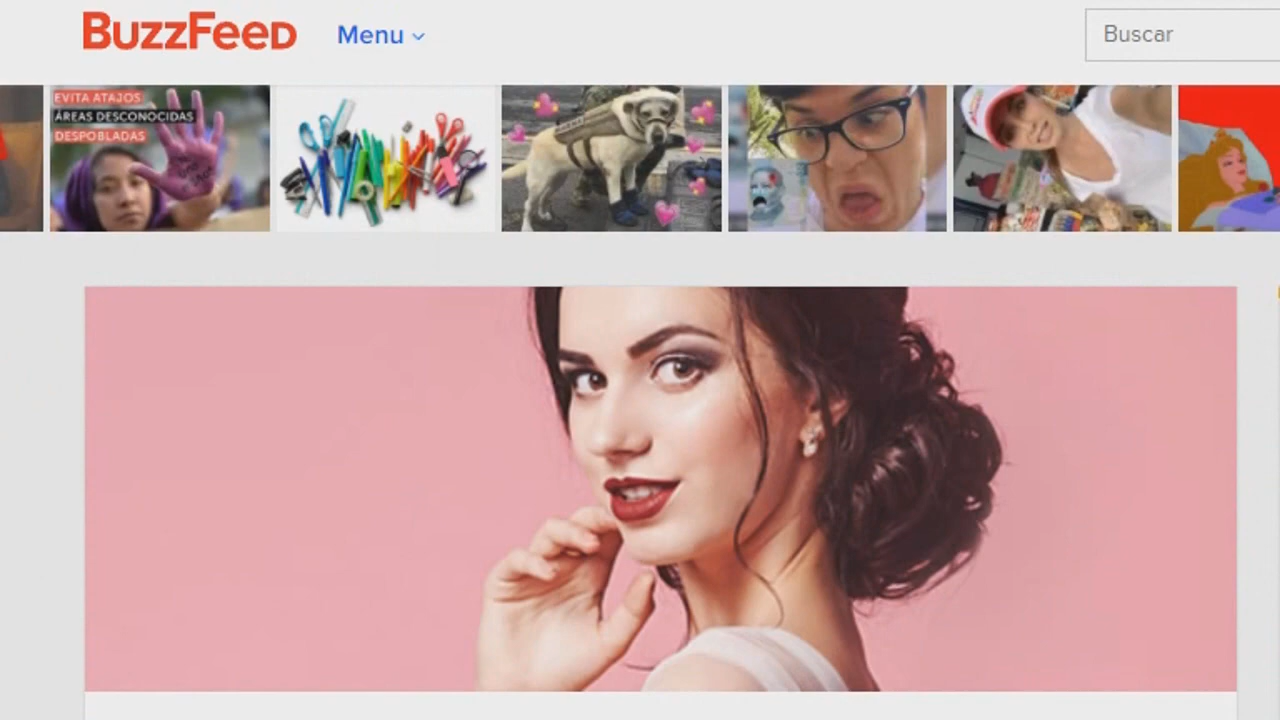 BuzzFeed
Menu
Buscar
EVITA ATAJOS
ÁREAS DESCONOCIDAS
DESPOBLADAS